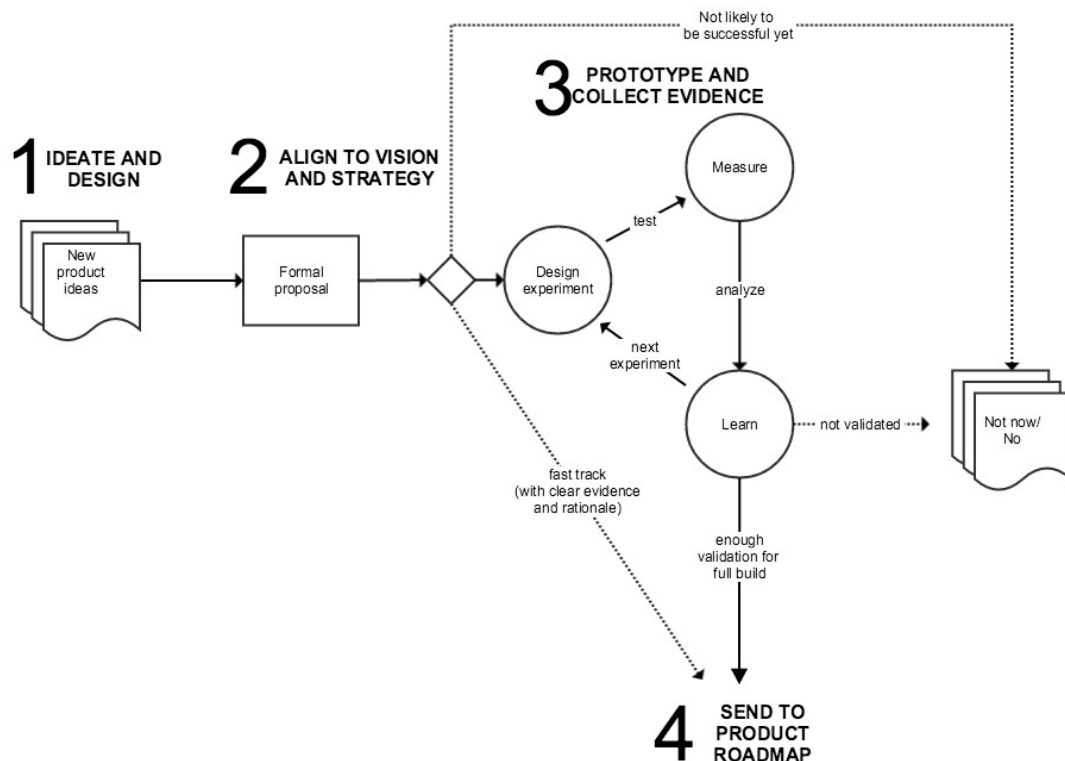 Not likely to
be successful yet
3 PROTOTYPE AND
COLLECT EVIDENCE
1 IDEATE AND
DESIGN
2 ALIGN TO VISION
AND STRATEGY
Measure
test
New
product
ideas
Formal
proposal
Design
experiment
analyze
next
experiment
Learn
not validated
Not now/
No
fast track
(with clear evidence
and rationale)
enough
validation for
full build
4 SEND TO
PRODUCT
ROADMAP